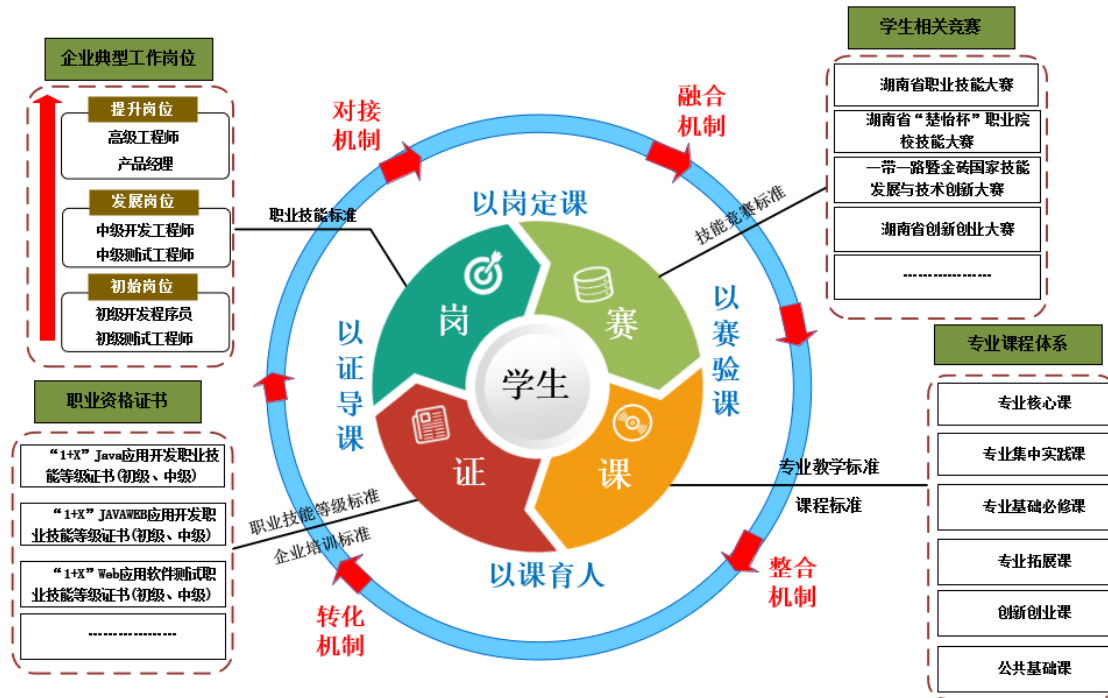 企业典型工作岗位
提升岗位
高级工程师
产品经理
发展岗位
中级开发工程师
中级测试工程师
初始岗位
初级开发程序员
初级测试工程师
职业资格证书
“1+X”Java应用开发职业技
能等级证书(初级、中级)
“1+X”JAVAWEB应用开发职
业技能等级证书(初级、中级)
“1+X”Web应用软件测试职
业技能等级证书(初级、中级)
------------------
对接
机制
融合
机制
整合
机制
转化
机制
以岗定课
以赛验课
以课育人
以证导课
职业技能标准
技能竞赛标准
专业教学标准
课程标准
职业技能等级标准
企业培训标准
岗
赛
学生
证
课
学生相关竞赛
湖南省职业技能大赛
湖南省“楚怡杯”职业院
校技能大赛
一带一路暨金砖国家技能
发展与技术创新大赛
湖南省创新创业大赛
------------------
专业课程体系
专业核心课
专业集中实践课
专业基础必修课
专业拓展课
创新创业课
公共基础课